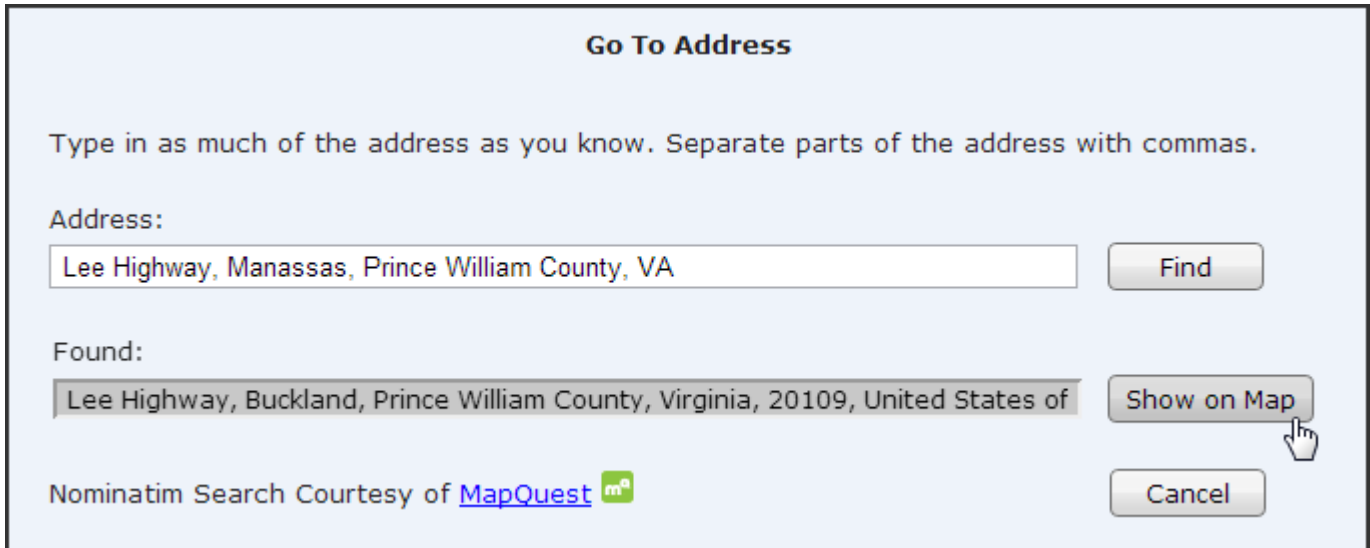 Go To Address
Type in as much of the address as you know. Separate parts of the address with commas.
Address:
Lee Highway, Manassas, Prince William County, VA
Find
Found:
Lee Highway, Buckland, Prince William County, Virginia, 20109, United States of
Show on Map
Nominatim Search Courtesy of MapQuest
Cancel